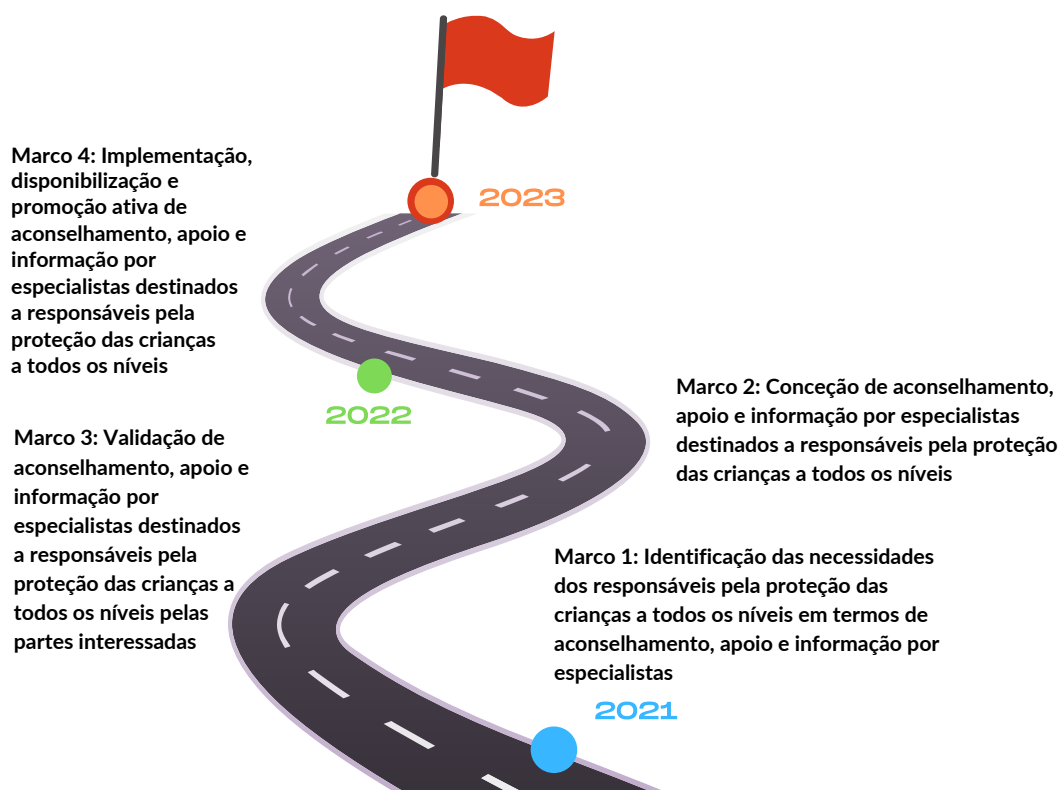 2023
Marco 4: Implementação,
disponibilização e
promoção ativa de
aconselhamento, apoio e
informação por
especialistas destinados
a responsáveis pela
proteção das crianças
a todos os níveis
2022
Marco 2: Conceção de aconselhamento,
apoio e informação por especialistas
destinados a responsáveis pela proteção
das crianças a todos os níveis
Marco 3: Validação de
aconselhamento, apoio e
informação por
especialistas destinados
a responsáveis pela
proteção das crianças a
todos os níveis pelas
partes interessadas
Marco 1: Identificação das necessidades
dos responsáveis pela proteção das
crianças a todos os níveis em termos de
aconselhamento, apoio e informação por
especialistas
2021